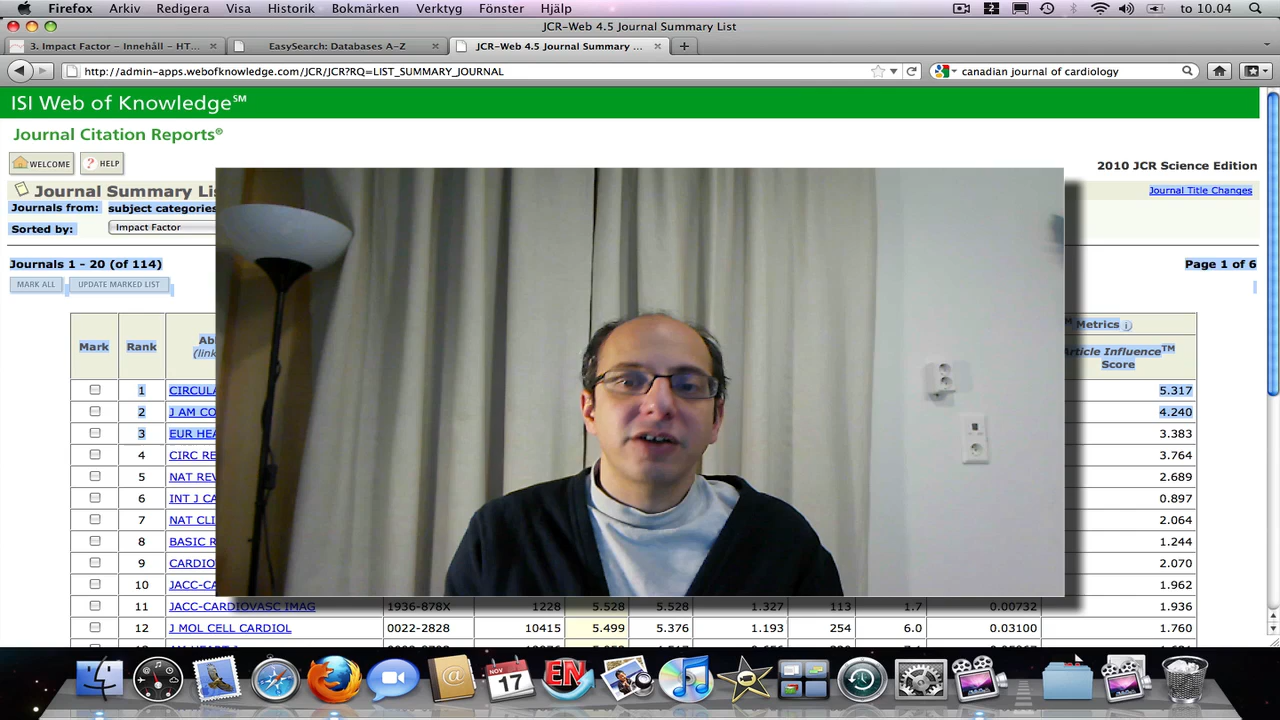 Firefox Arkiv Redigera Visa Historik Bokmärken Verktyg Fönster Hjälp 2 to 10.04
JCR-Web 4.5 Journal Summary List
3. Impact Factor – Innehåll – HT... EasySearch: Databases A–Z JCR-Web 4.5 Journal Summary ...
http://admin-apps.webofknowledge.com/JCR/JCR?RQ=LIST_SUMMARY_JOURNAL canadian journal of cardiology
ISI Web of Knowledge℠
Journal Citation Reports®
WELCOME ? HELP
2010 JCR Science Edition
Journal Summary Li
Journal Title Changes
Journals from: subject categories
Sorted by: Impact Factor
Journals 1 - 20 (of 114) Page 1 of 6
MARK ALL UPDATE MARKED LIST
™ Metrics i
Mark Rank Ab
(link
Article Influence™
Score
1 CIRCULA 5.317
2 J AM CO 4.240
3 EUR HEA 3.383
4 CIRC RE 3.764
5 NAT REV 2.689
6 INT J CA 0.897
7 NAT CLI 2.064
8 BASIC R 1.244
9 CARDIO 2.070
10 JACC-CA 1.962
11 JACC-CARDIOVASC IMAG 1936-878X 1228 5.528 5.528 1.327 113 1.7 0.00732 1.936
12 J MOL CELL CARDIOL 0022-2828 10415 5.499 5.376 1.193 254 6.0 0.03100 1.760
NOV
17
EN